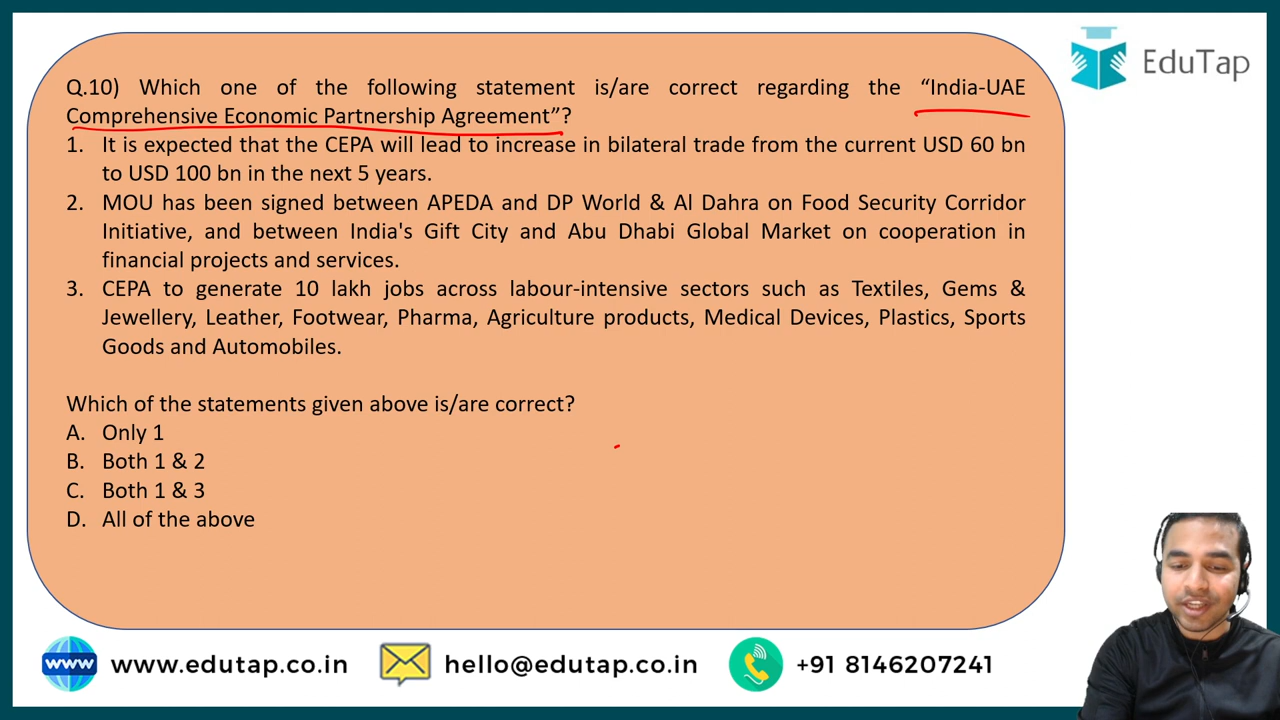 Q.10) Which one of the following statement is/are correct regarding the “India-UAE
Comprehensive Economic Partnership Agreement”?
1. It is expected that the CEPA will lead to increase in bilateral trade from the current USD 60 bn
to USD 100 bn in the next 5 years.
2. MOU has been signed between APEDA and DP World & Al Dahra on Food Security Corridor
Initiative, and between India's Gift City and Abu Dhabi Global Market on cooperation in
financial projects and services.
3. CEPA to generate 10 lakh jobs across labour-intensive sectors such as Textiles, Gems &
Jewellery, Leather, Footwear, Pharma, Agriculture products, Medical Devices, Plastics, Sports
Goods and Automobiles.
Which of the statements given above is/are correct?
A. Only 1
B. Both 1 & 2
C. Both 1 & 3
D. All of the above
EduTap
www www.edutap.co.in hello@edutap.co.in +91 8146207241